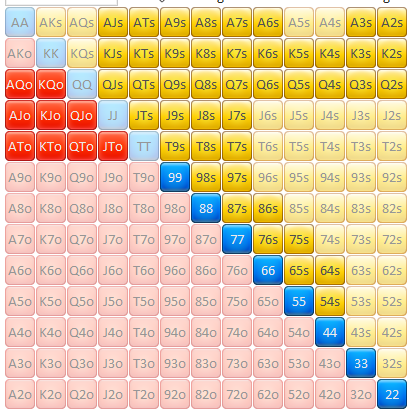 AA AKs AQs AJs ATs A9s A8s A7s A6s A5s A4s A3s A2s
AKo KK KQs KJs KTs K9s K8s K7s K6s K5s K4s K3s K2s
AQo KQo QQ QJs QTs Q9s Q8s Q7s Q6s Q5s Q4s Q3s Q2s
AJo KJo QJo JJ JTs J9s J8s J7s J6s J5s J4s J3s J2s
ATo KTo QTo JTo TT T9s T8s T7s T6s T5s T4s T3s T2s
A9o K9o Q9o J9o T9o 99 98s 97s 96s 95s 94s 93s 92s
A8o K8o Q8o J8o T8o 98o 88 87s 86s 85s 84s 83s 82s
A7o K7o Q7o J7o T7o 97o 87o 77 76s 75s 74s 73s 72s
A6o K6o Q6o J6o T6o 96o 86o 76o 66 65s 64s 63s 62s
A5o K5o Q5o J5o T5o 95o 85o 75o 65o 55 54s 53s 52s
A4o K4o Q4o J4o T4o 94o 84o 74o 64o 54o 44 43s 42s
A3o K3o Q3o J3o T3o 93o 83o 73o 63o 53o 43o 33 32s
A2o K2o Q2o J2o T2o 92o 82o 72o 62o 52o 42o 32o 22